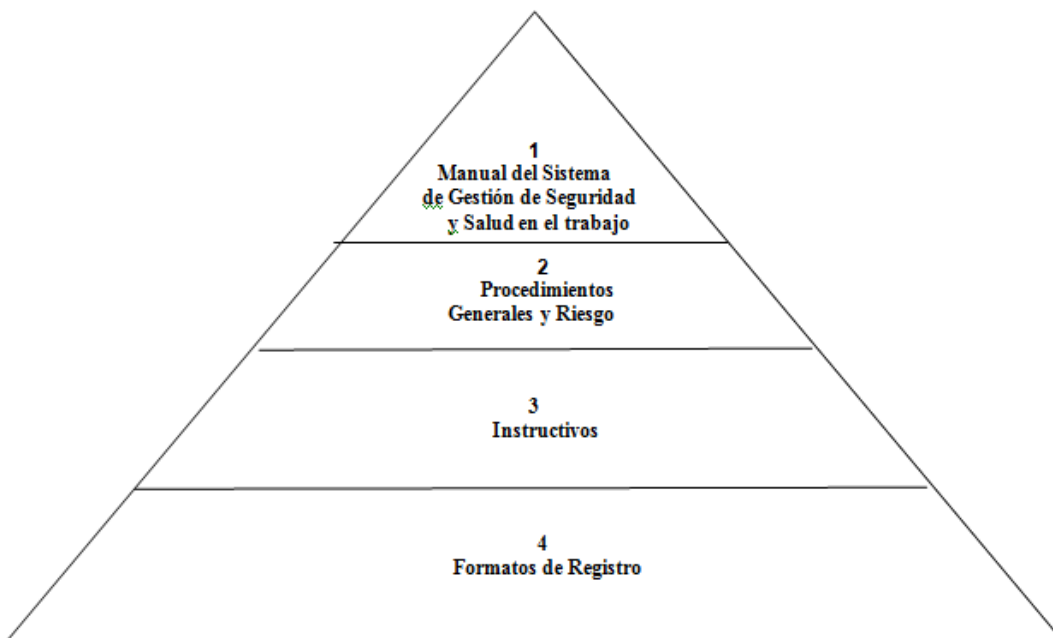 1
Manual del Sistema
de Gestión de Seguridad
y Salud en el trabajo
2
Procedimientos
Generales y Riesgo
3
Instructivos
4
Formatos de Registro